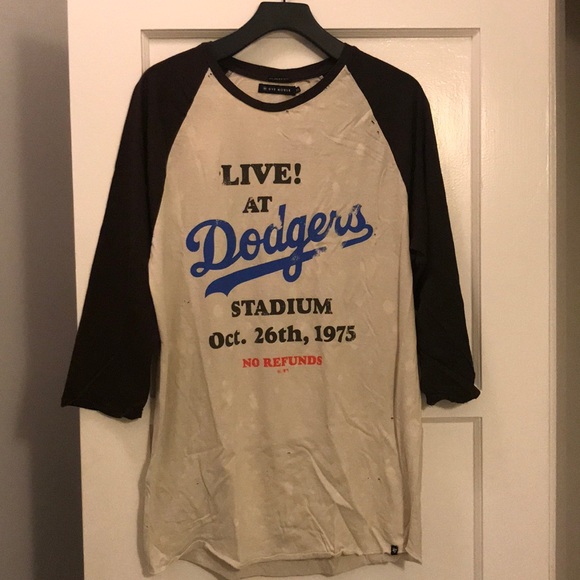 LIVE!
AT
Dodgers
STADIUM
Oct. 26th, 1975
NO REFUNDS